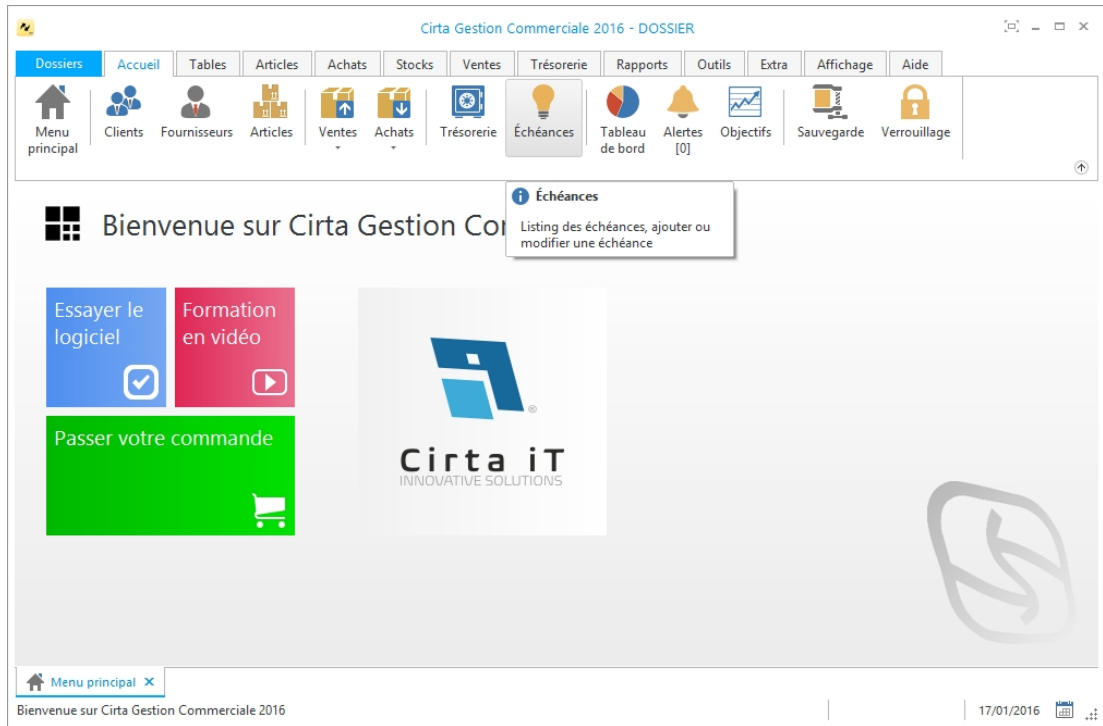 Cirta Gestion Commerciale 2016 - DOSSIER
Dossiers Accueil Tables Articles Achats Stocks Ventes Trésorerie Rapports Outils Extra Affichage Aide
Menu principal
Clients
Fournisseurs
Articles
Ventes
Achats
Trésorerie
Échéances
Tableau de bord
Alertes [0]
Objectifs
Sauvegarde
Verrouillage
Échéances
Listing des échéances, ajouter ou
modifier une échéance
Bienvenue sur Cirta Gestion Co
Essayer le
logiciel
Formation
en vidéo
Passer votre commande
Cirta iT
INNOVATIVE SOLUTIONS
Menu principal
Bienvenue sur Cirta Gestion Commerciale 2016
17/01/2016